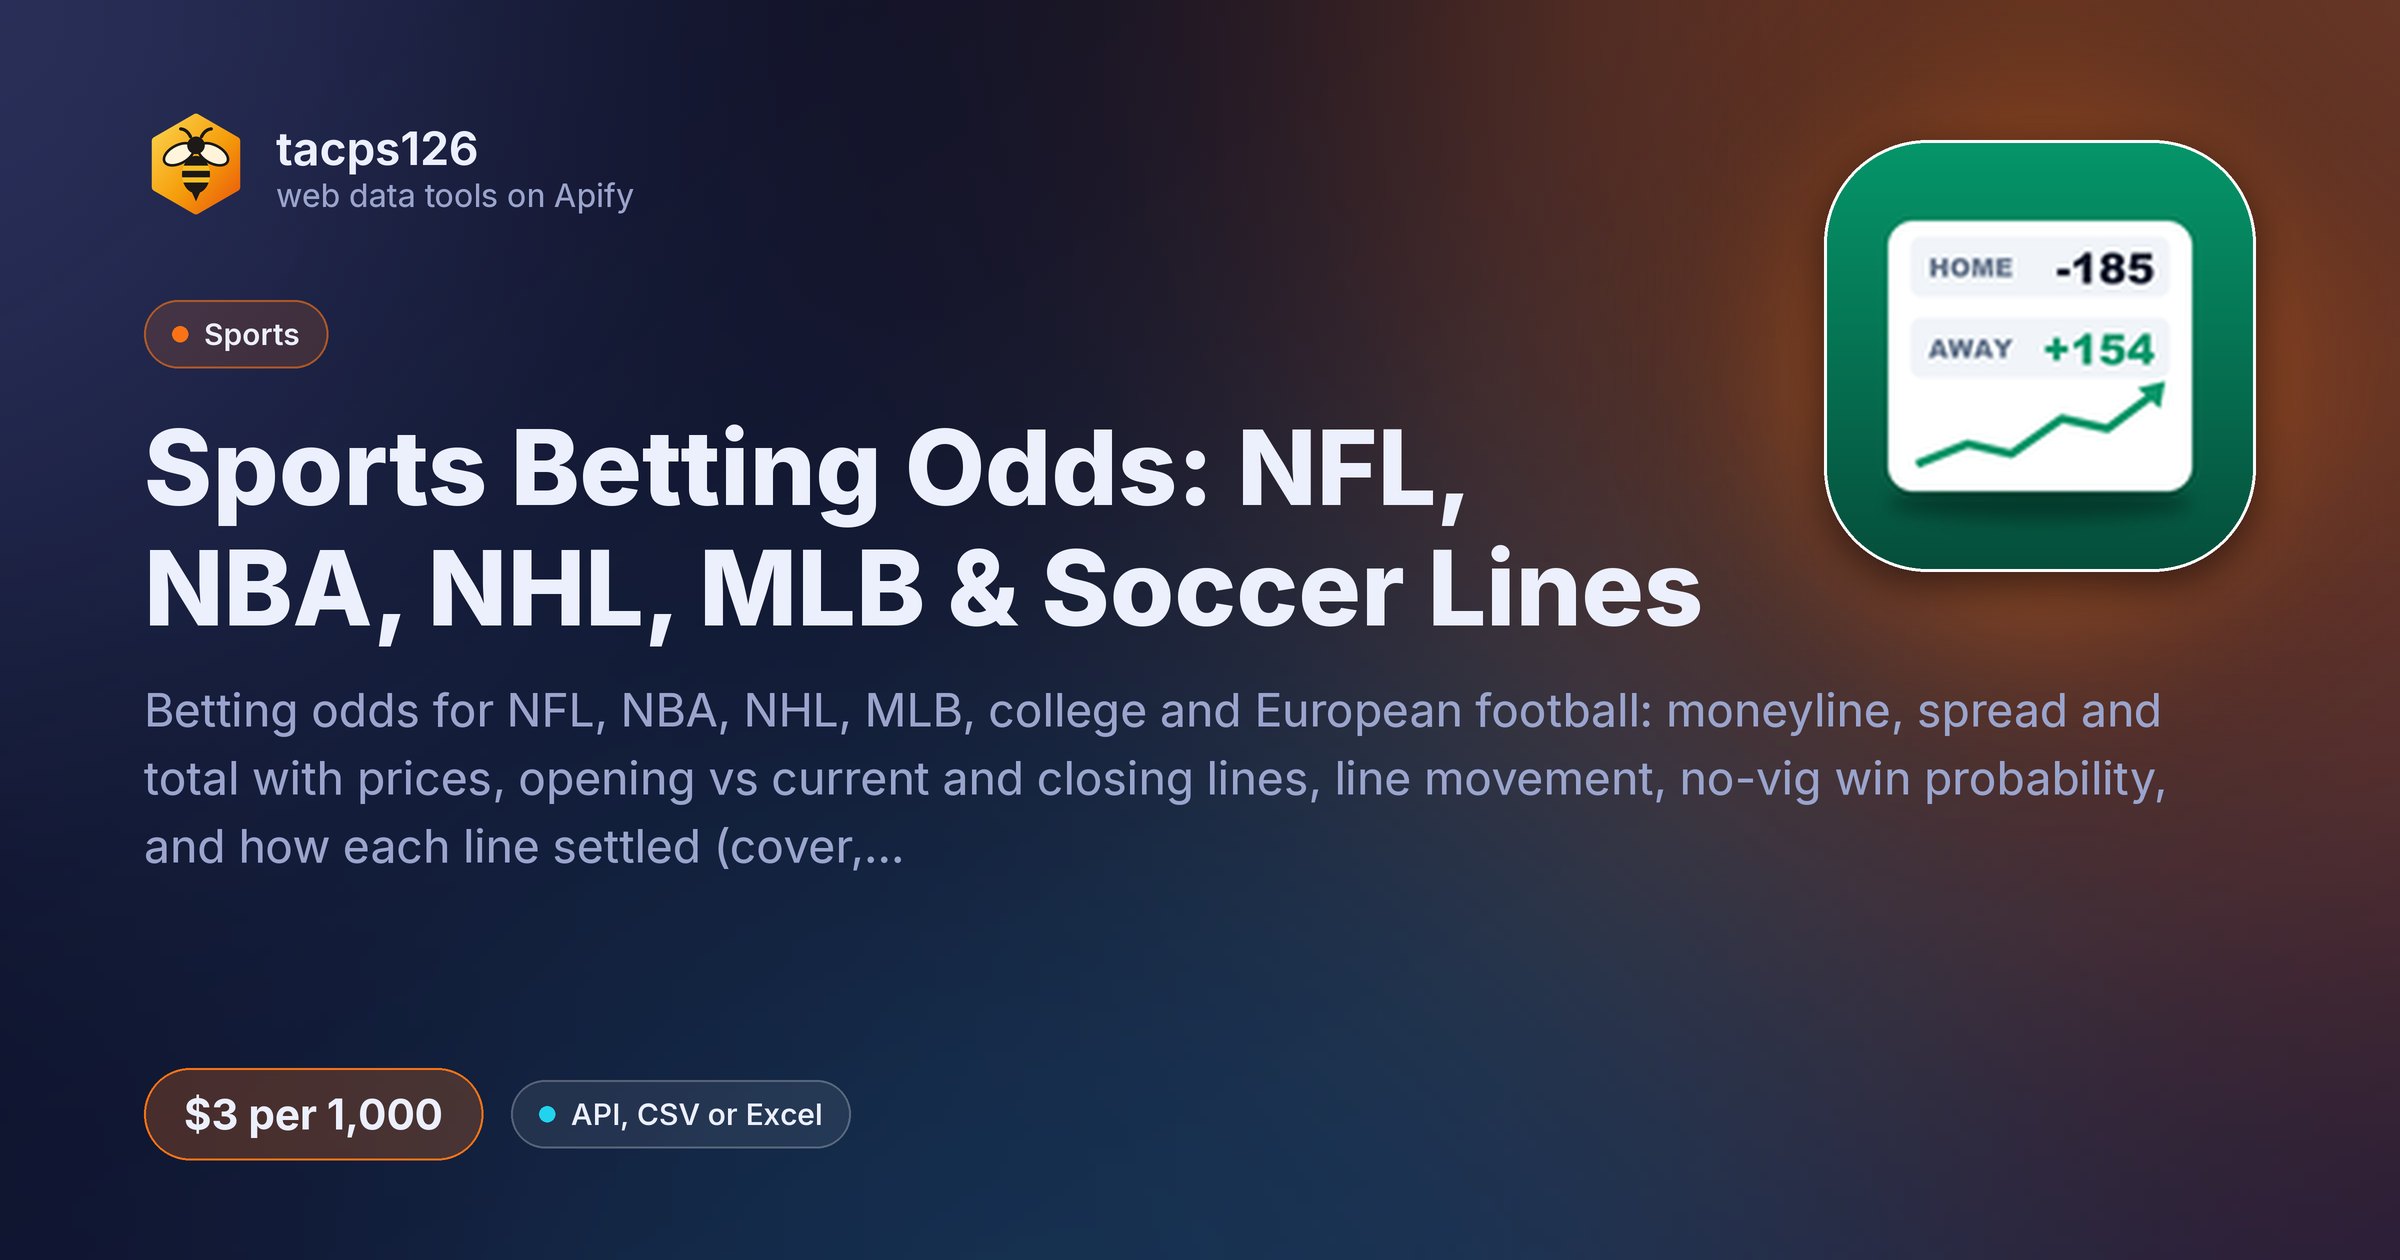 tacps126
web data tools on Apify
Sports
HOME -185
AWAY +154
Sports Betting Odds: NFL,
NBA, NHL, MLB & Soccer Lines
Betting odds for NFL, NBA, NHL, MLB, college and European football: moneyline, spread and
total with prices, opening vs current and closing lines, line movement, no-vig win probability,
and how each line settled (cover,...
$3 per 1,000
API, CSV or Excel